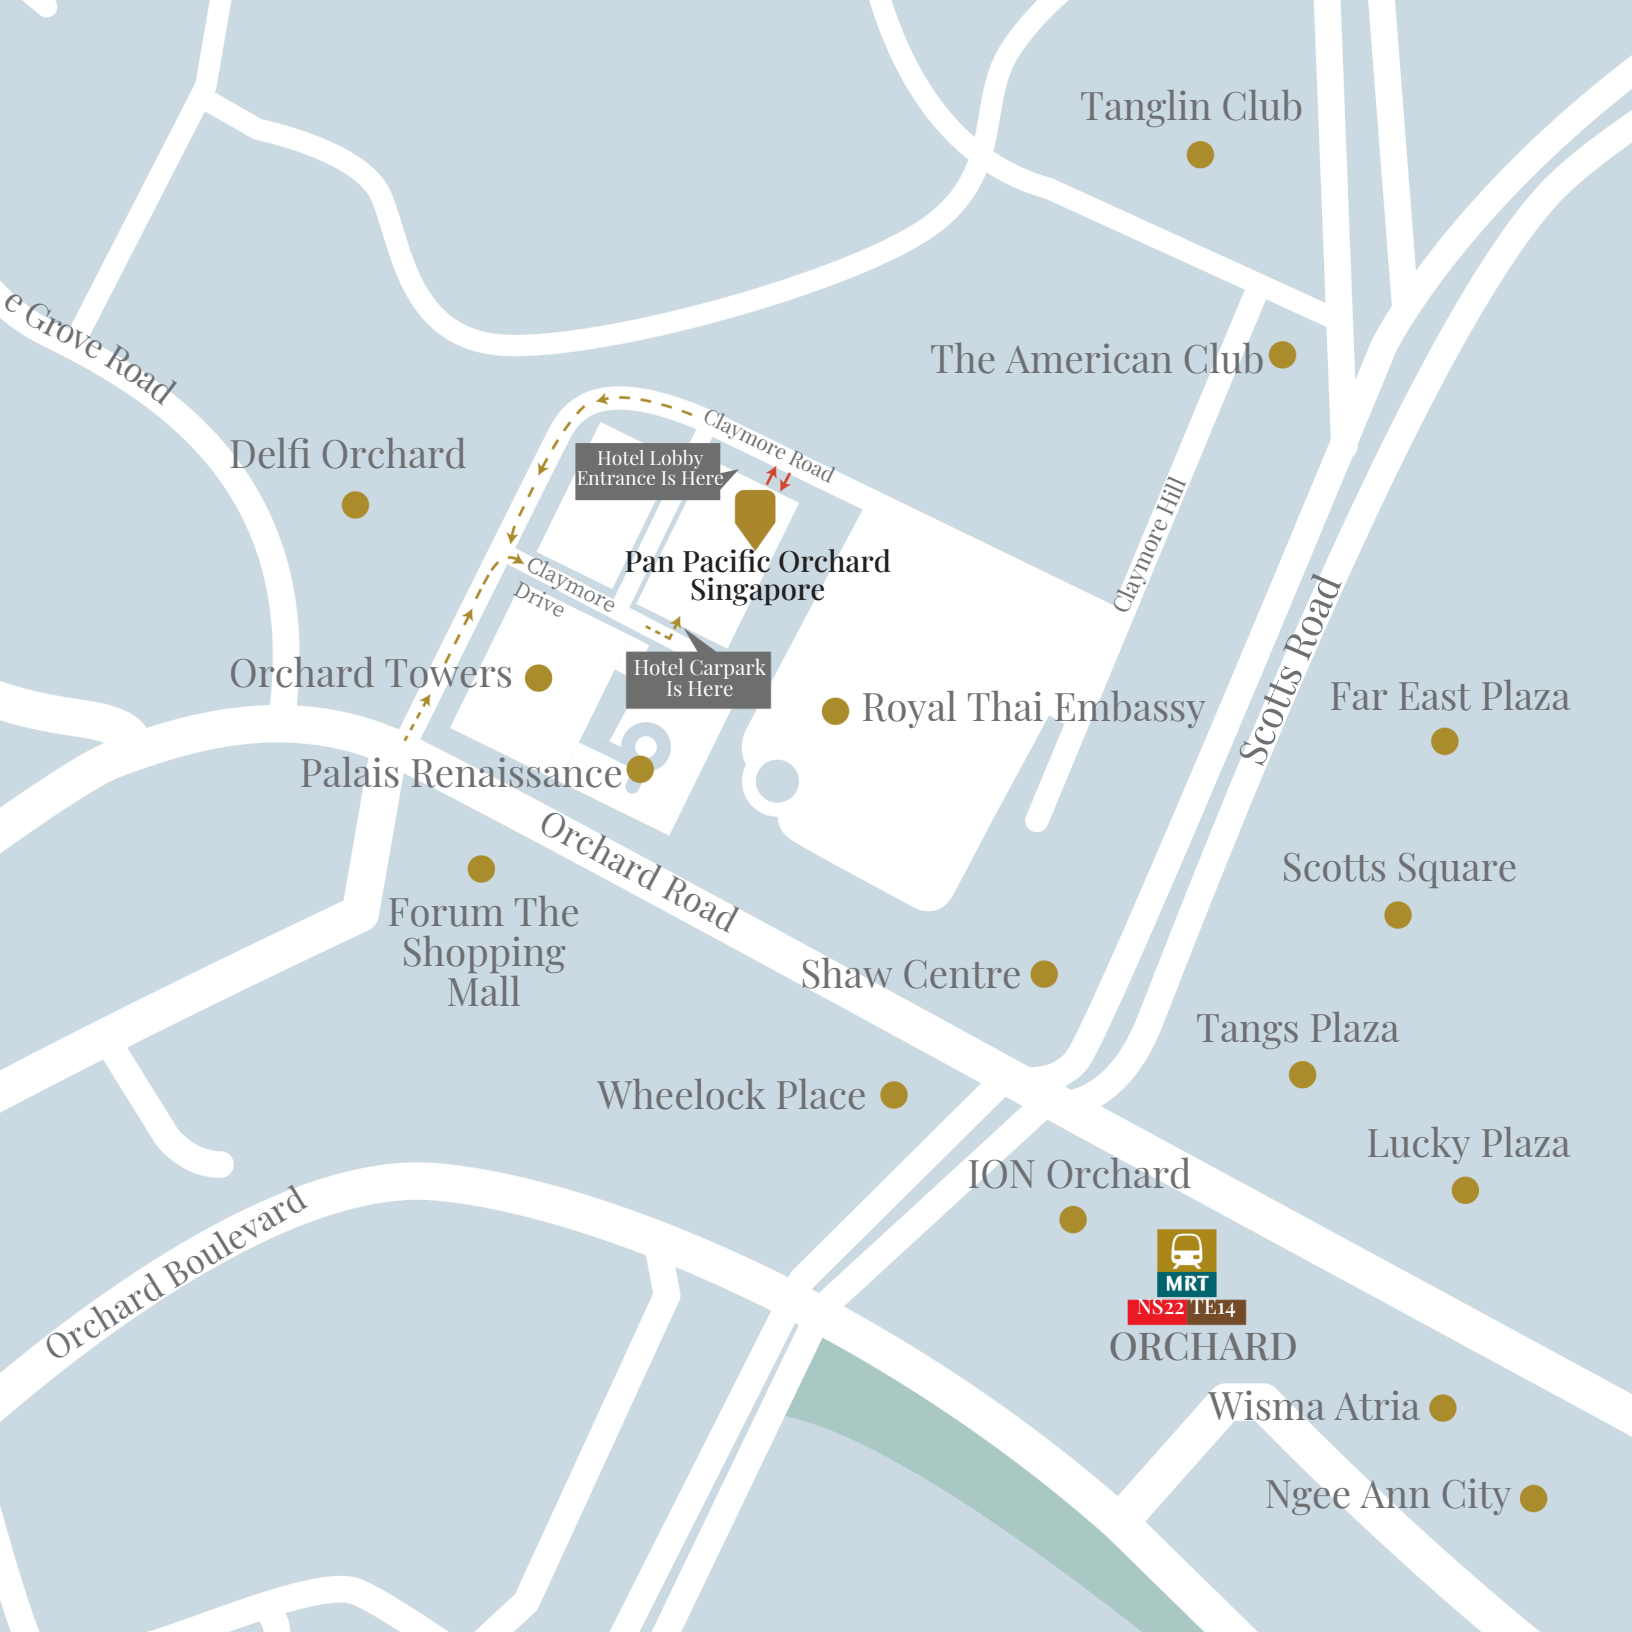 Tanglin Club
e Grove Road
The American Club
Claymore Road
Delfi Orchard
Hotel Lobby
Entrance Is Here
Claymore Hill
Pan Pacific Orchard
Singapore
Claymore
Drive
Scotts Road
Orchard Towers
Hotel Carpark
Is Here
Royal Thai Embassy
Far East Plaza
5
Palais Renaissance
Orchard Road
Scotts Square
Forum The
Shopping
Mall
Shaw Centre
Tangs Plaza
Wheelock Place
Lucky Plaza
ION Orchard
Orchard Boulevard
MRT
NS22 TE14
ORCHARD
Wisma Atria
Ngee Ann City